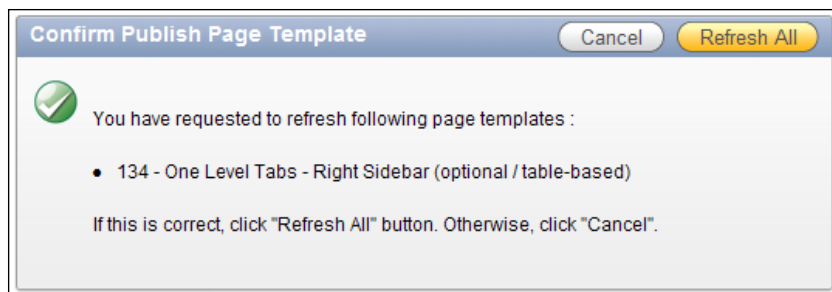 Confirm Publish Page Template
Cancel
Refresh All
You have requested to refresh following page templates :
• 134 - One Level Tabs - Right Sidebar (optional / table-based)
If this is correct, click "Refresh All" button. Otherwise, click "Cancel".